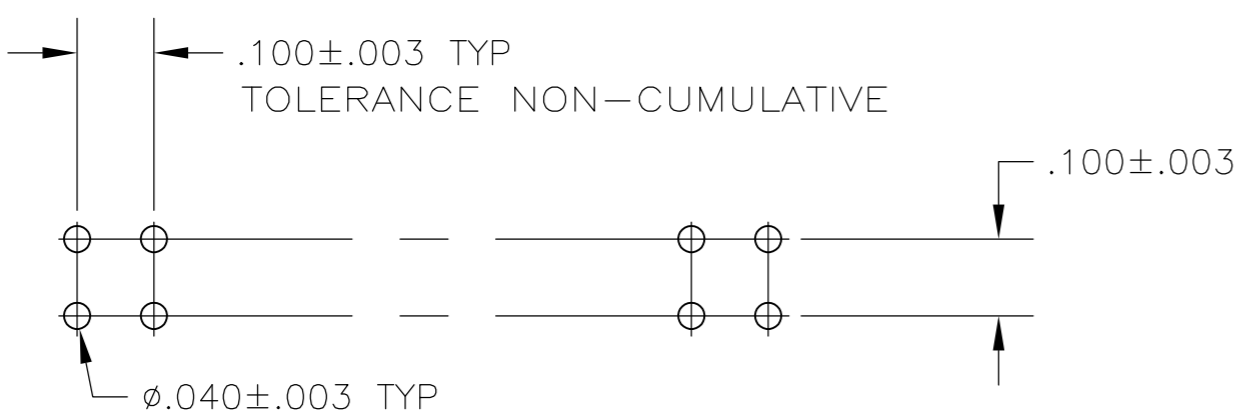 .100±.003 TYP
TOLERANCE NON-CUMULATIVE
.100±.003
ø.040±.003 TYP